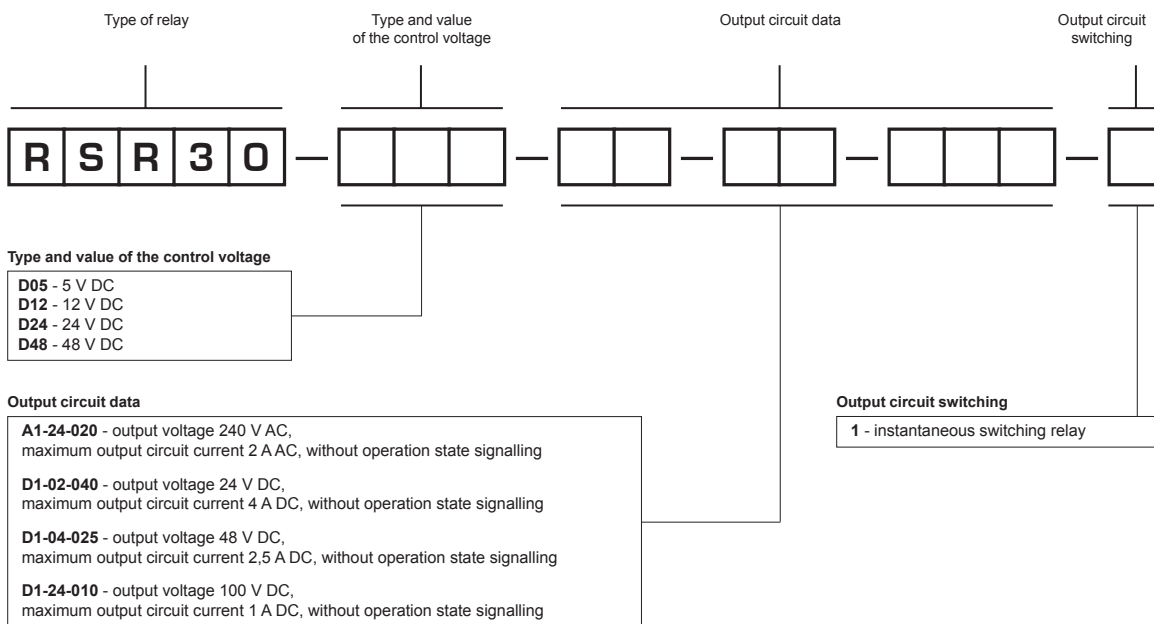 Type of relay
Type and value
of the control voltage
Output circuit data
Output circuit
switching
RSR30
Type and value of the control voltage
D05 - 5 V DC
D12 - 12 V DC
D24 - 24 V DC
D48 - 48 V DC
Output circuit data
A1-24-020 - output voltage 240 V AC,
maximum output circuit current 2 A AC, without operation state signalling
D1-02-040 - output voltage 24 V DC,
maximum output circuit current 4 A DC, without operation state signalling
D1-04-025 - output voltage 48 V DC,
maximum output circuit current 2,5 A DC, without operation state signalling
D1-24-010 - output voltage 100 V DC,
maximum output circuit current 1 A DC, without operation state signalling
Output circuit switching
1 - instantaneous switching relay